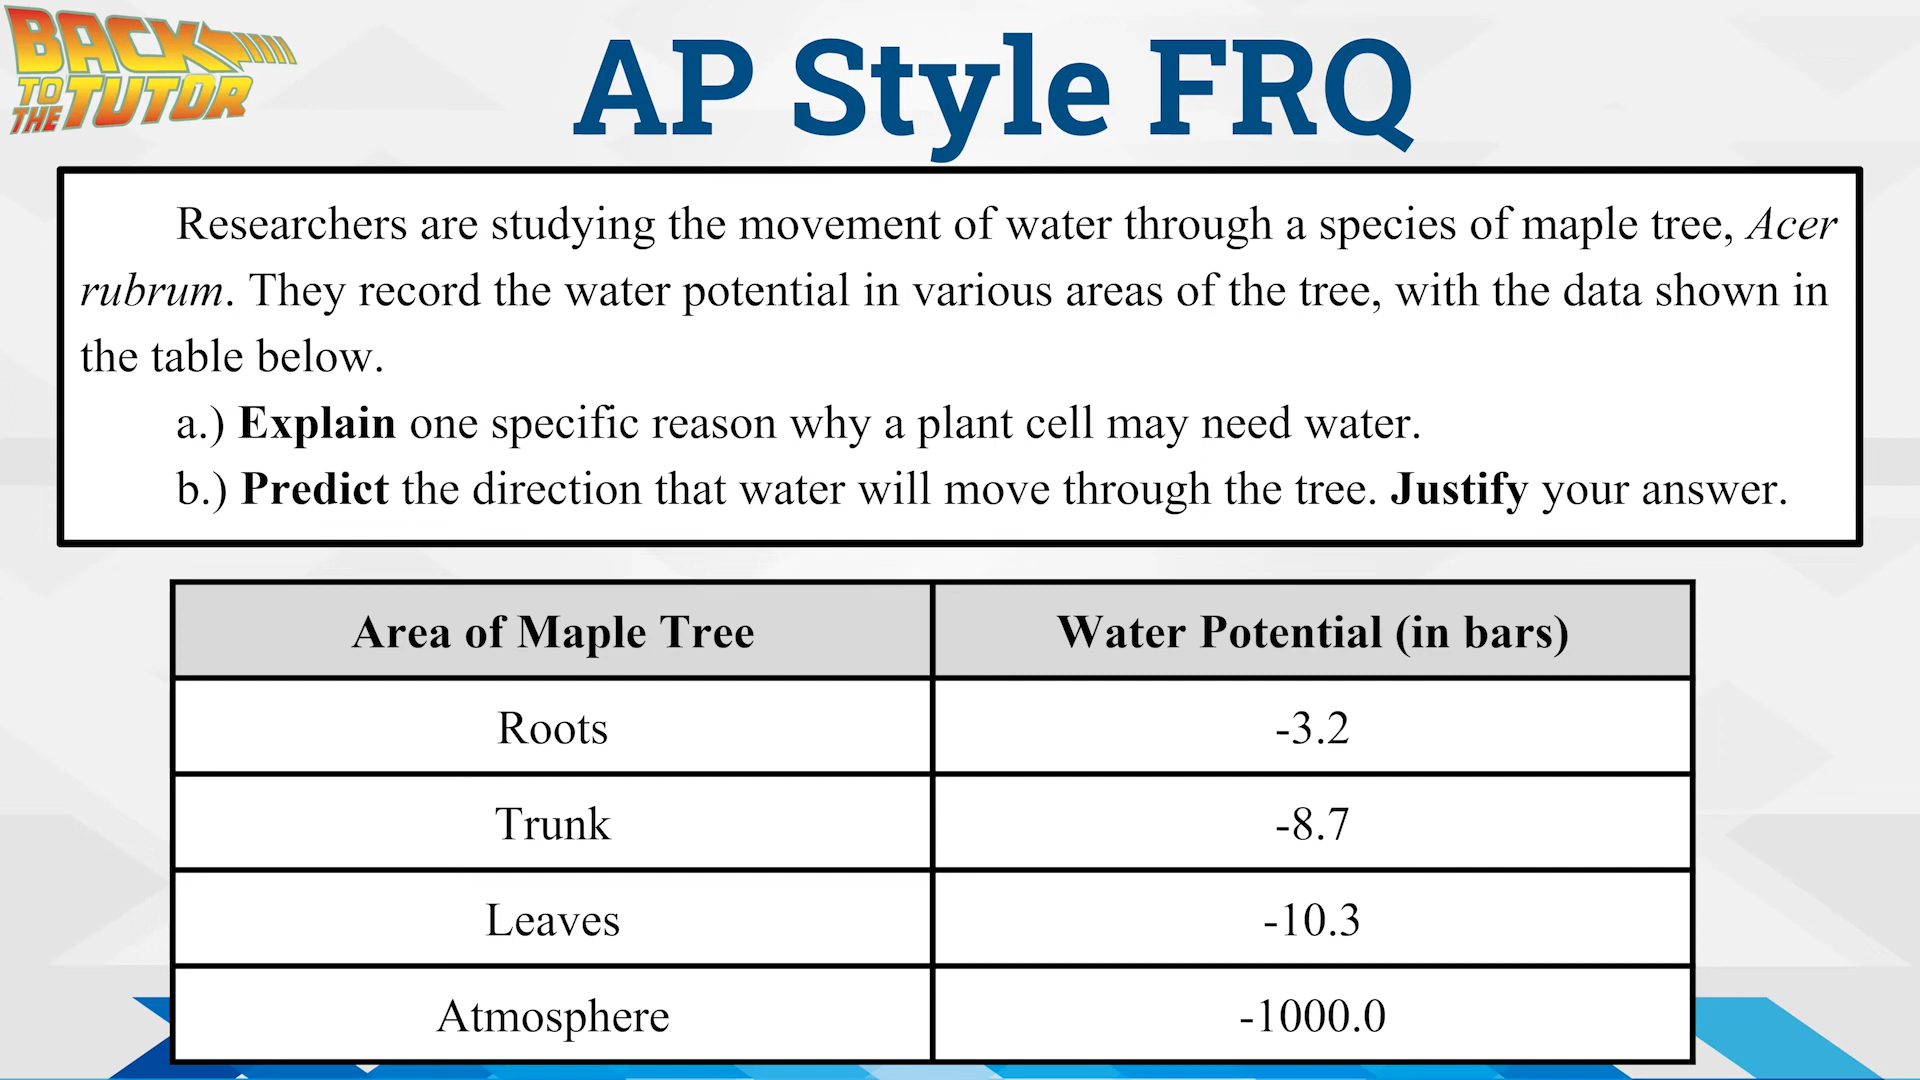 BACK
TO THE TUTOR
AP Style FRQ
Researchers are studying the movement of water through a species of maple tree, Acer
rubrum. They record the water potential in various areas of the tree, with the data shown in
the table below.
a.) Explain one specific reason why a plant cell may need water.
b.) Predict the direction that water will move through the tree. Justify your answer.
Area of Maple Tree Water Potential (in bars)
Roots -3.2
Trunk -8.7
Leaves -10.3
Atmosphere -1000.0